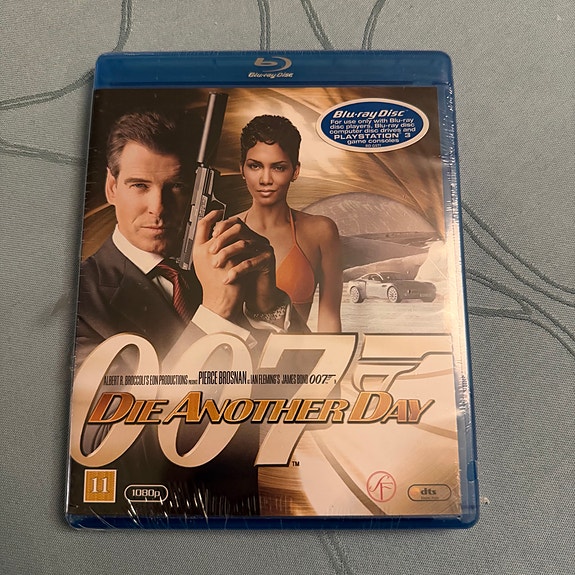 Blu-ray Disc
Blu-ray Disc
For use only with Blu-ray
disc players, Blu-ray disc
computer disc drives and
PLAYSTATION 3
game consoles
ALBERT R. BROCCOLI'S EON PRODUCTIONS PRESENTS PIERCE BROSNAN AS IAN FLEMING'S JAMES BOND 007
007
DIE ANOTHER DAY
TM
11
1080p
SF
dts